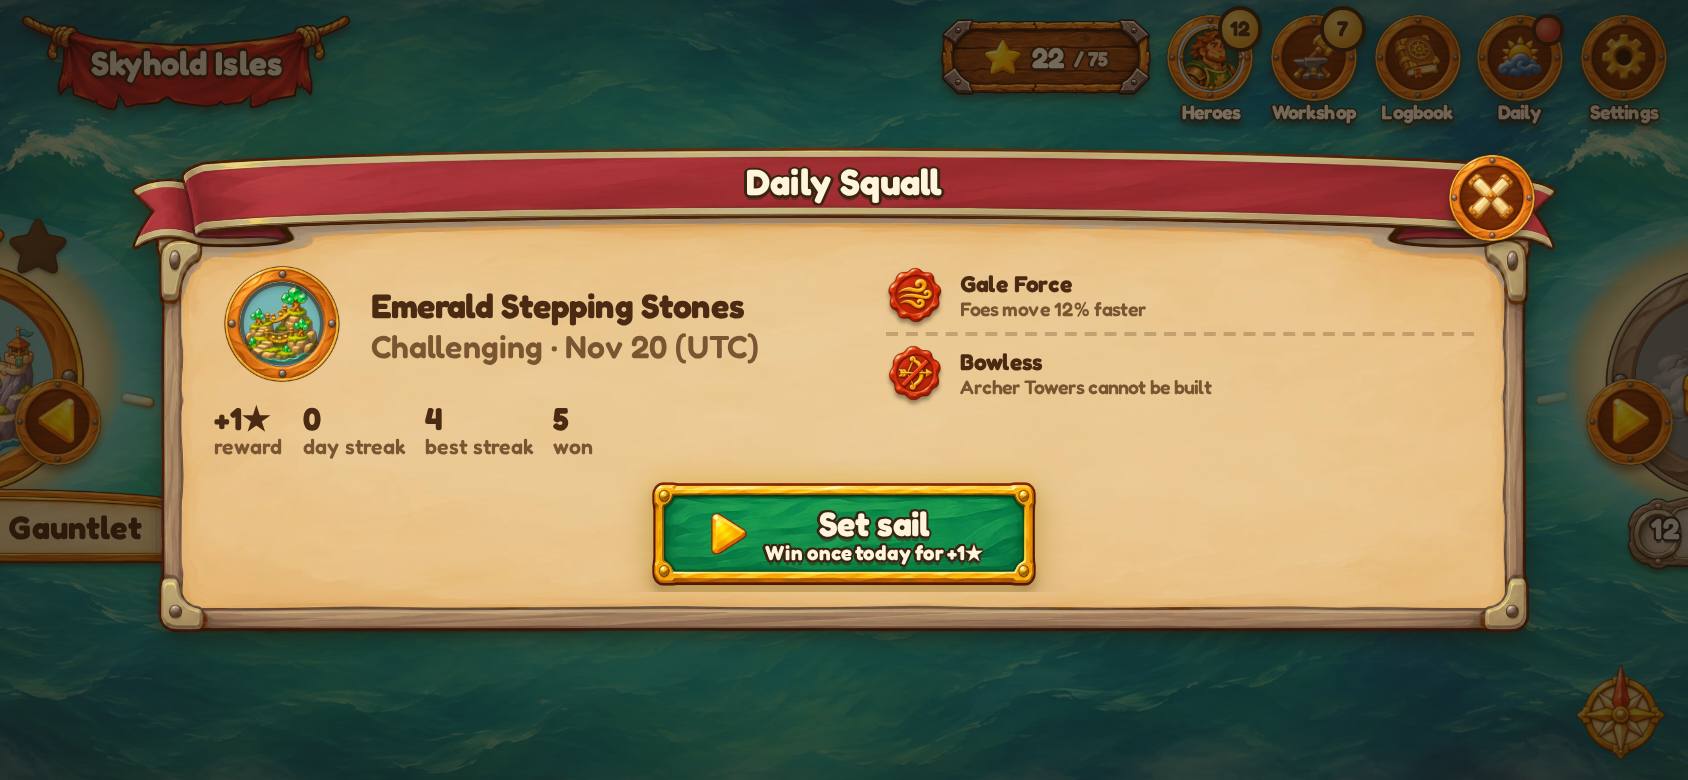 Skyhold Isles
22 / 75
12
7
Heroes
Workshop
Logbook
Daily
Settings
Daily Squall
Emerald Stepping Stones
Challenging · Nov 20 (UTC)
+1★
reward
0
day streak
4
best streak
5
won
Gale Force
Foes move 12% faster
Bowless
Archer Towers cannot be built
Set sail
Win once today for +1★
Gauntlet
12